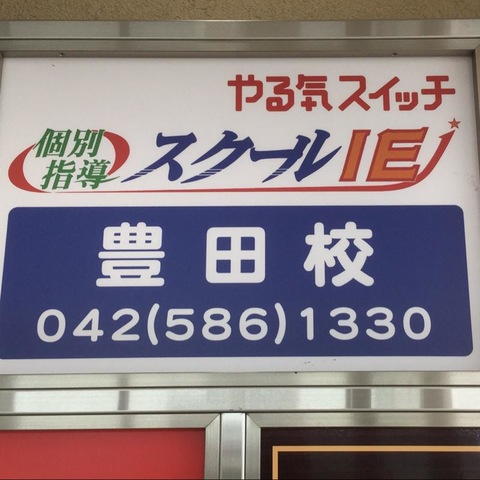 やる気スイッチ
個別
指導
スクールIE
豊田校
042(586)1330